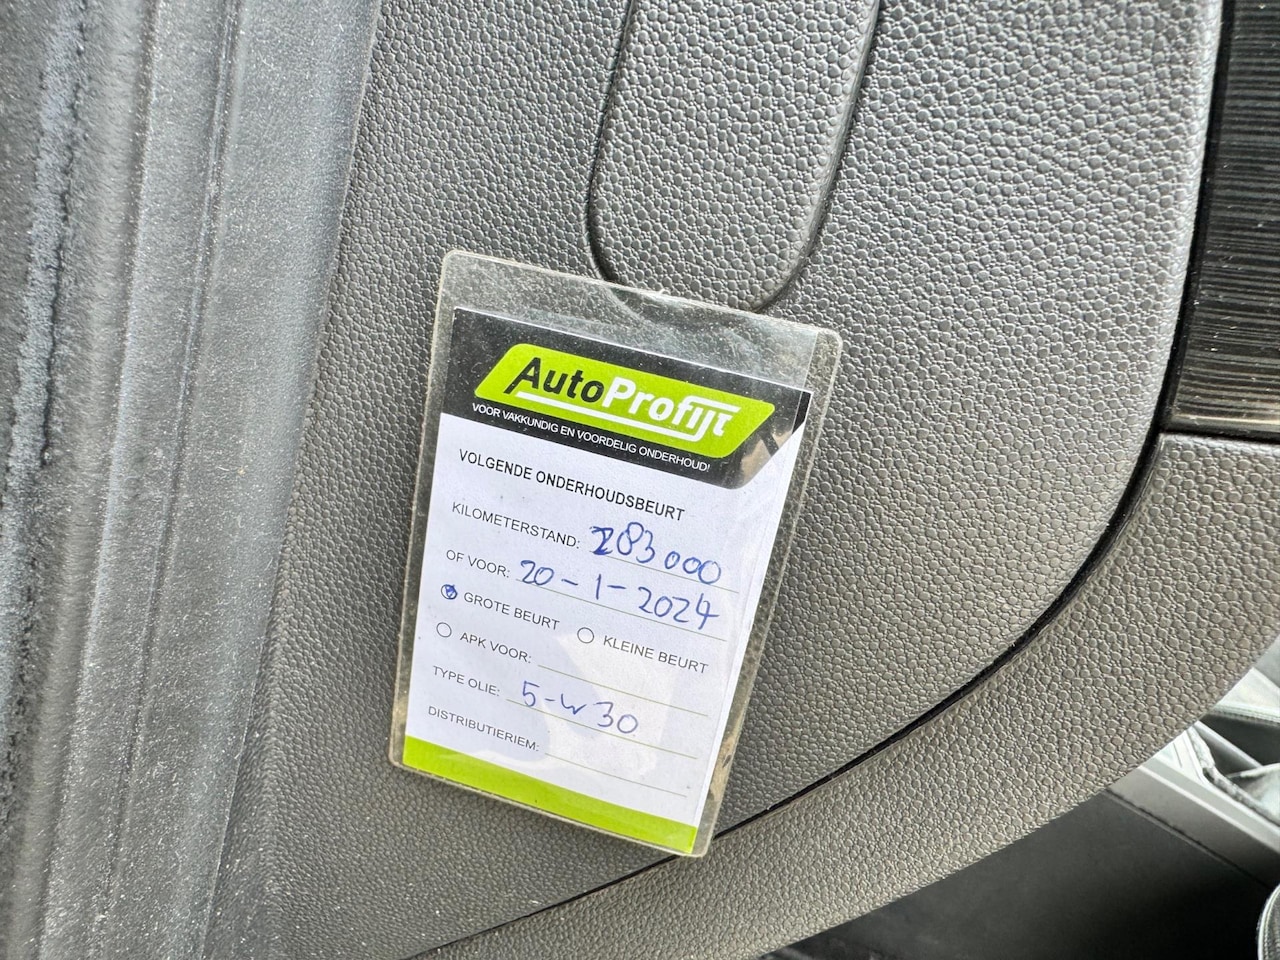 AutoProfijt
VOOR VAKKUNDIG EN VOORDELIG ONDERHOUD!
VOLGENDE ONDERHOUDSBEURT
KILOMETERSTAND: 283000
OF VOOR: 20-1-2024
GROTE BEURT KLEINE BEURT
APK VOOR:
TYPE OLIE: 5-W30
DISTRIBUTIERIEM: